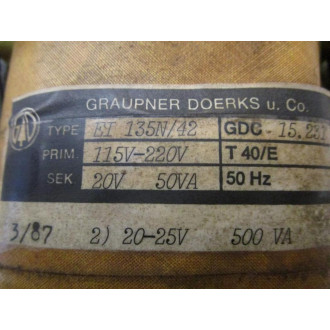 GRAUPNER DOERKS u. Co.
TYPE ET 135N/42 GDC - 15.231
PRIM 115V-220V T 40/E
SEK 20V 50VA 50 Hz
3/87 2) 20-25V 500 VA